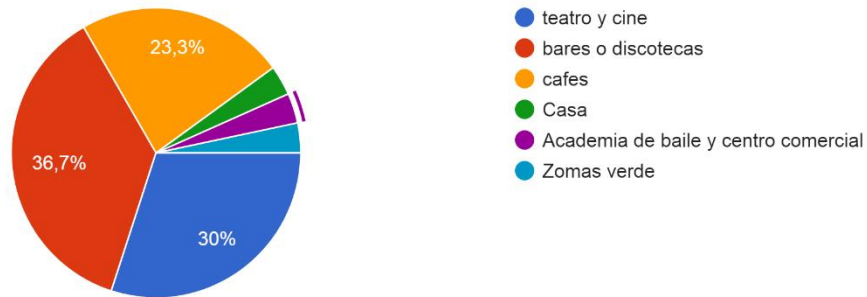 23,3%
36,7%
30%
teatro y cine
bares o discotecas
cafes
Casa
Academia de baile y centro comercial
Zomas verde